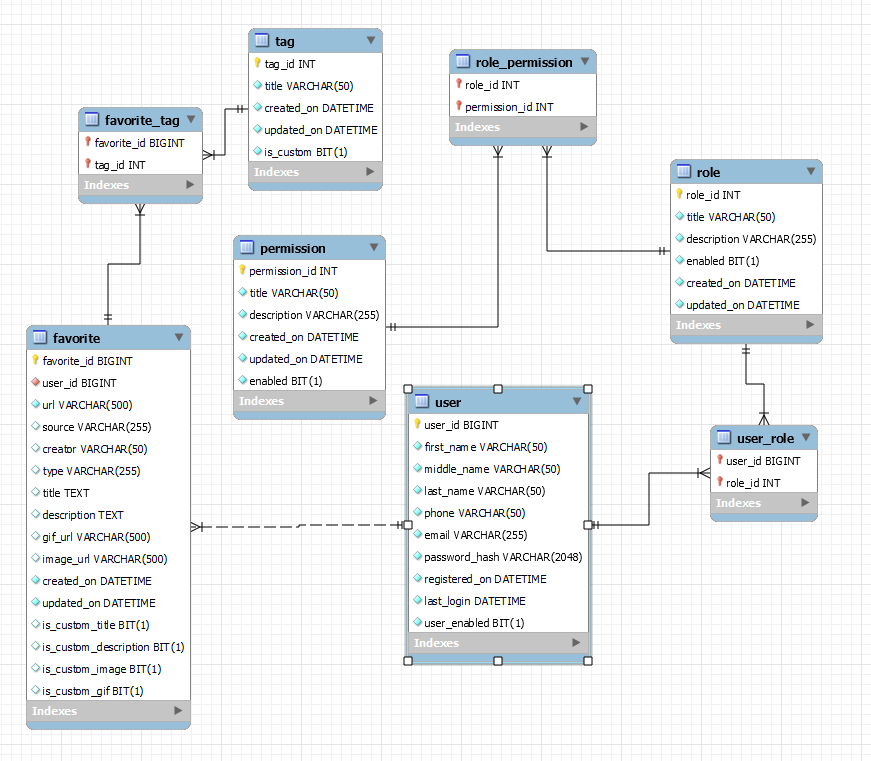 tag
tag_id INT
title VARCHAR(50)
created_on DATETIME
updated_on DATETIME
is_custom BIT(1)
Indexes
role_permission
role_id INT
permission_id INT
Indexes
favorite_tag
favorite_id BIGINT
tag_id INT
Indexes
role
role_id INT
title VARCHAR(50)
description VARCHAR(255)
enabled BIT(1)
created_on DATETIME
updated_on DATETIME
Indexes
permission
permission_id INT
title VARCHAR(50)
description VARCHAR(255)
created_on DATETIME
updated_on DATETIME
enabled BIT(1)
Indexes
favorite
favorite_id BIGINT
user_id BIGINT
url VARCHAR(500)
source VARCHAR(255)
creator VARCHAR(50)
type VARCHAR(255)
title TEXT
description TEXT
gif_url VARCHAR(500)
image_url VARCHAR(500)
created_on DATETIME
updated_on DATETIME
is_custom_title BIT(1)
is_custom_description BIT(1)
is_custom_image BIT(1)
is_custom_gif BIT(1)
Indexes
user
user_id BIGINT
first_name VARCHAR(50)
middle_name VARCHAR(50)
last_name VARCHAR(50)
phone VARCHAR(50)
email VARCHAR(255)
password_hash VARCHAR(2048)
registered_on DATETIME
last_login DATETIME
user_enabled BIT(1)
Indexes
user_role
user_id BIGINT
role_id INT
Indexes